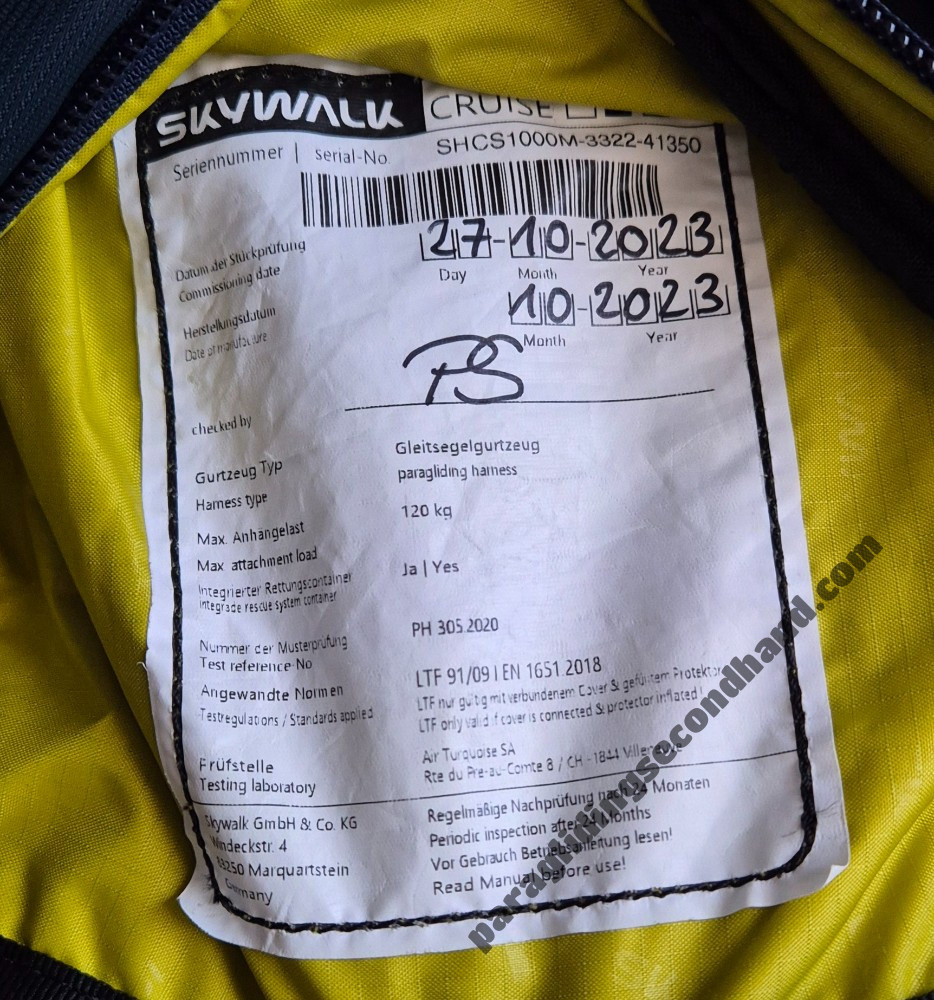 SKYWALK CRUISE
Seriennummer | Serial-No. SHCS1000M-3322-41350
Datum der Stückprüfung 27-10-2023
Commissioning date Day Month Year
Herstellungsdatum 10-2023
Date of manufacture Month Year
PS
checked by
Gurtzeug Typ Gleitsegelgurtzeug
Harness type paragliding harness
Max. Anhängelast 120 kg
Max attachment load
Integrierter Rettungscontainer Ja | Yes
integrade rescue system container
Nummer der Musterprüfung PH 305.2020
Test reference No
Angewandte Normen LTF 91/09 | EN 1651.2018
Testregulations / Standards applied LTF nur gültig mit verbundenem Cover & gefülltem Protektor
LTF only valid if cover is connected & protector inflated!
Prüfstelle Air Turquoise SA
Testing laboratory Rte du Pre-au-Comte 8 / CH - 1844 Villeneuve
Skywalk GmbH & Co. KG Regelmäßige Nachprüfung nach 24 Monaten
Windeckstr. 4 Periodic inspection after 24 Months
83250 Marquartstein Vor Gebrauch Betriebsanleitung lesen!
Germany Read Manual before use!
paraglidingsecondhand.com